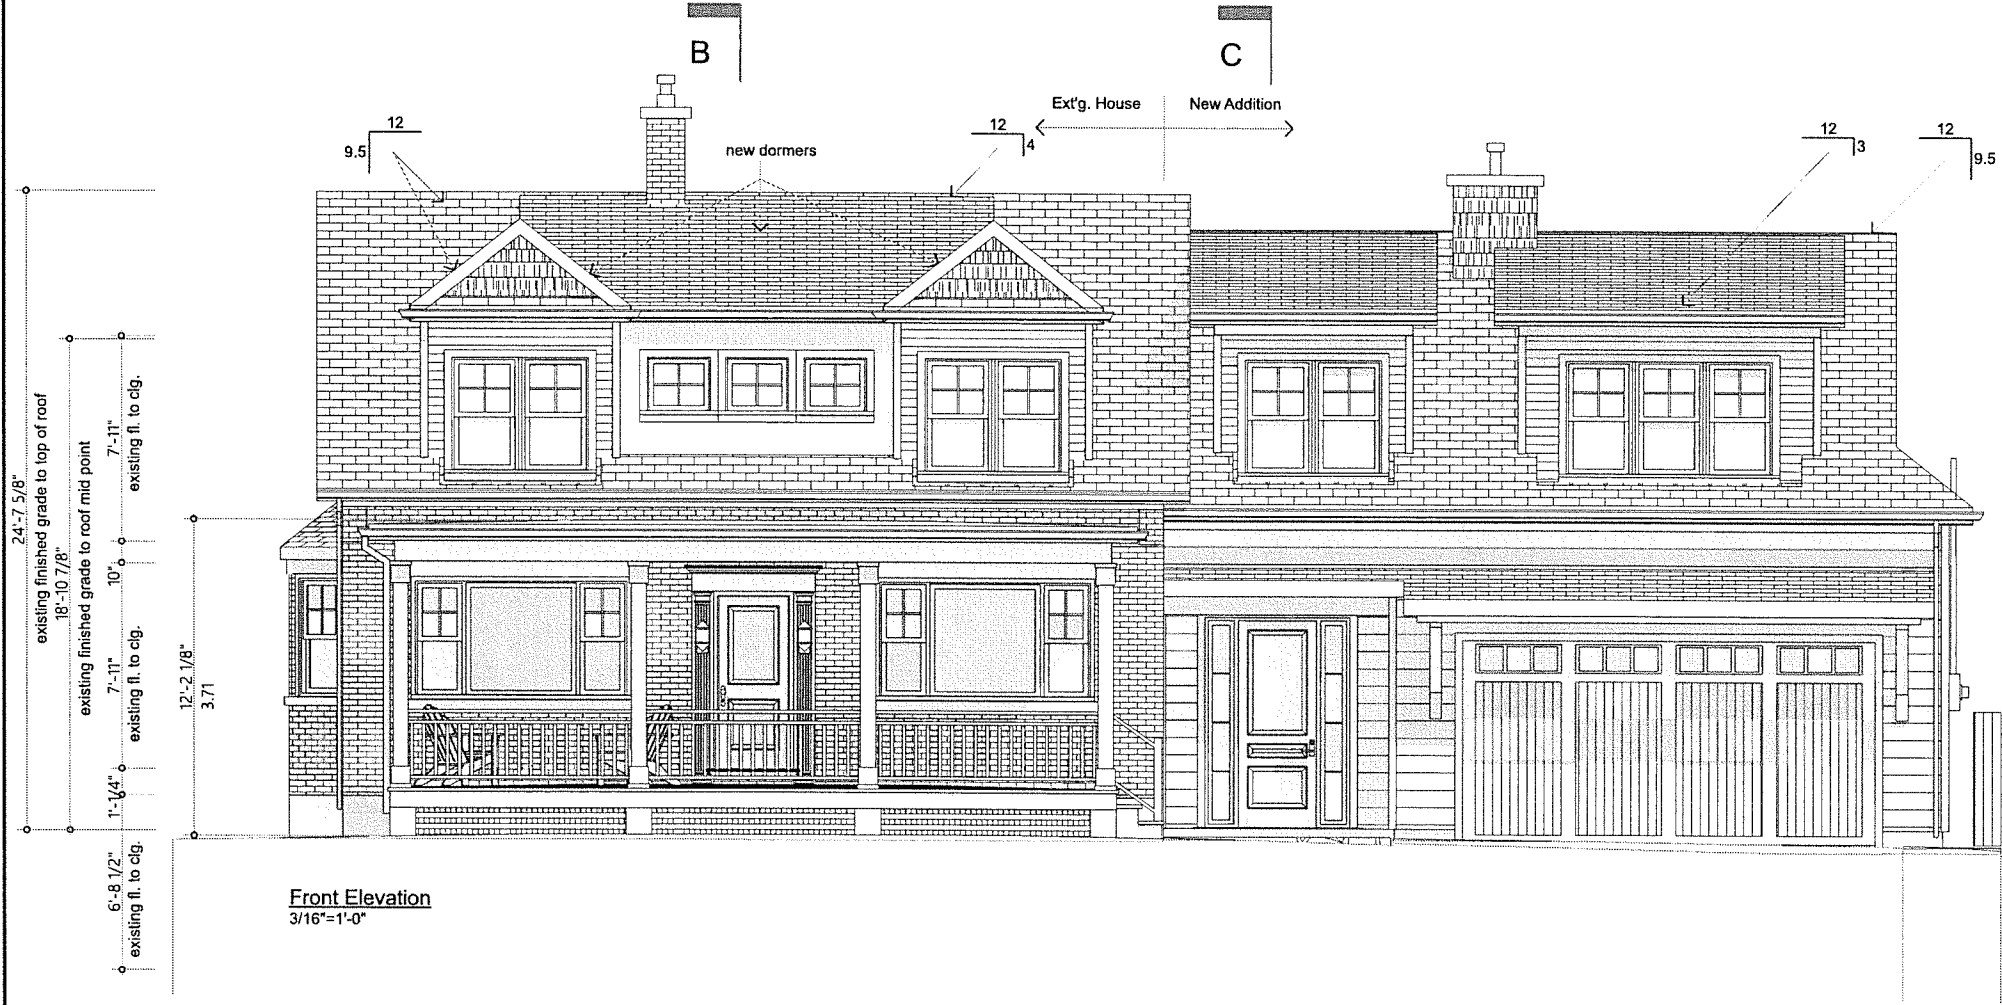 B
C
Ext'g. House
New Addition
12
9.5
new dormers
12
4
12
3
12
9.5
24'-7 5/8"
existing finished grade to top of roof
18'-10 7/8"
existing finished grade to roof mid point
7'-11"
existing fl. to clg.
10"
7'-11"
existing fl. to clg.
1'-1/4"
6'-8 1/2"
existing fl. to clg.
12'-2 1/8"
3.71
Front Elevation
3/16"=1'-0"